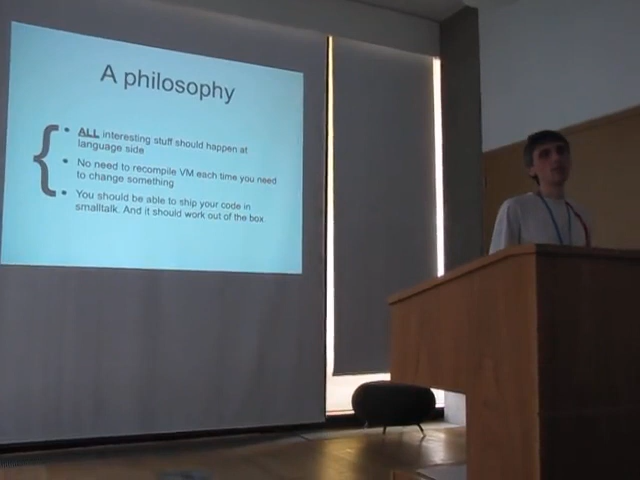 A philosophy
{
• ALL interesting stuff should happen at
language side
• No need to recompile VM each time you need
to change something
• You should be able to ship your code in
smalltalk. And it should work out of the box